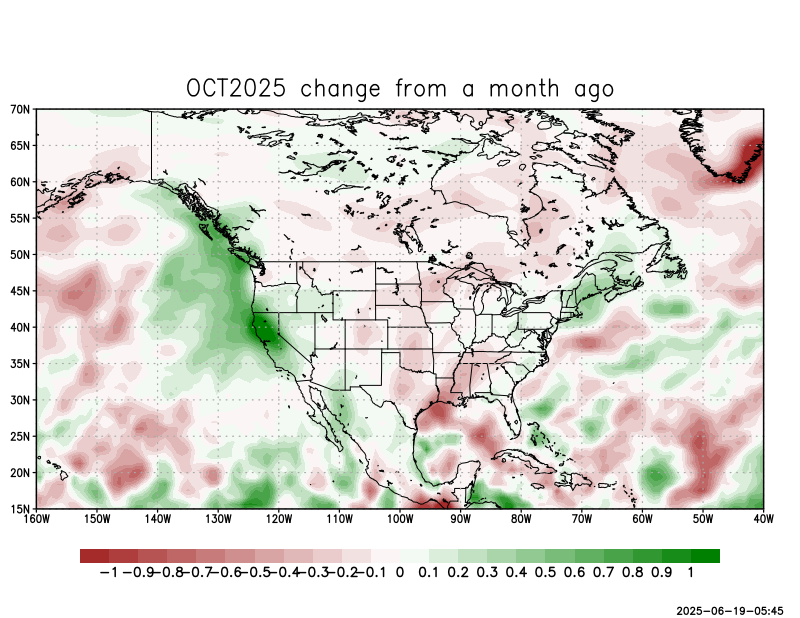 OCT2025 change from a month ago
70N
65N
60N
55N
50N
45N
40N
35N
30N
25N
20N
15N
160W 150W 140W 130W 120W 110W 100W 90W 80W 70W 60W 50W 40W
−1 −0.9 −0.8 −0.7 −0.6 −0.5 −0.4 −0.3 −0.2 −0.1 0 0.1 0.2 0.3 0.4 0.5 0.6 0.7 0.8 0.9 1
2025−06−19−05:45